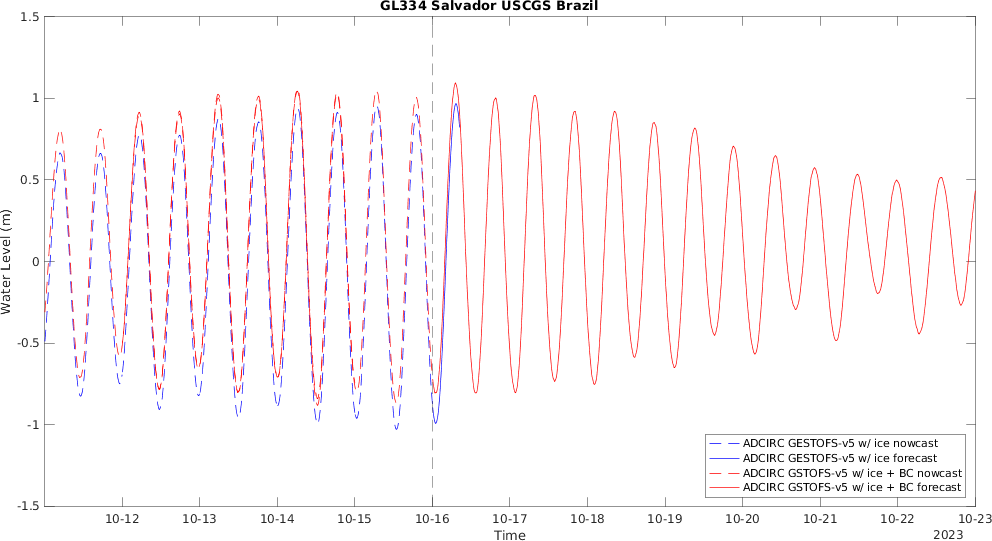 GL334 Salvador USCGS Brazil
1.5
1
0.5
0
-0.5
-1
-1.5
Water Level (m)
10-12 10-13 10-14 10-15 10-16 10-17 10-18 10-19 10-20 10-21 10-22 10-23
Time
2023
ADCIRC GESTOFS-v5 w/ ice nowcast
ADCIRC GESTOFS-v5 w/ ice forecast
ADCIRC GSTOFS-v5 w/ ice + BC nowcast
ADCIRC GSTOFS-v5 w/ ice + BC forecast